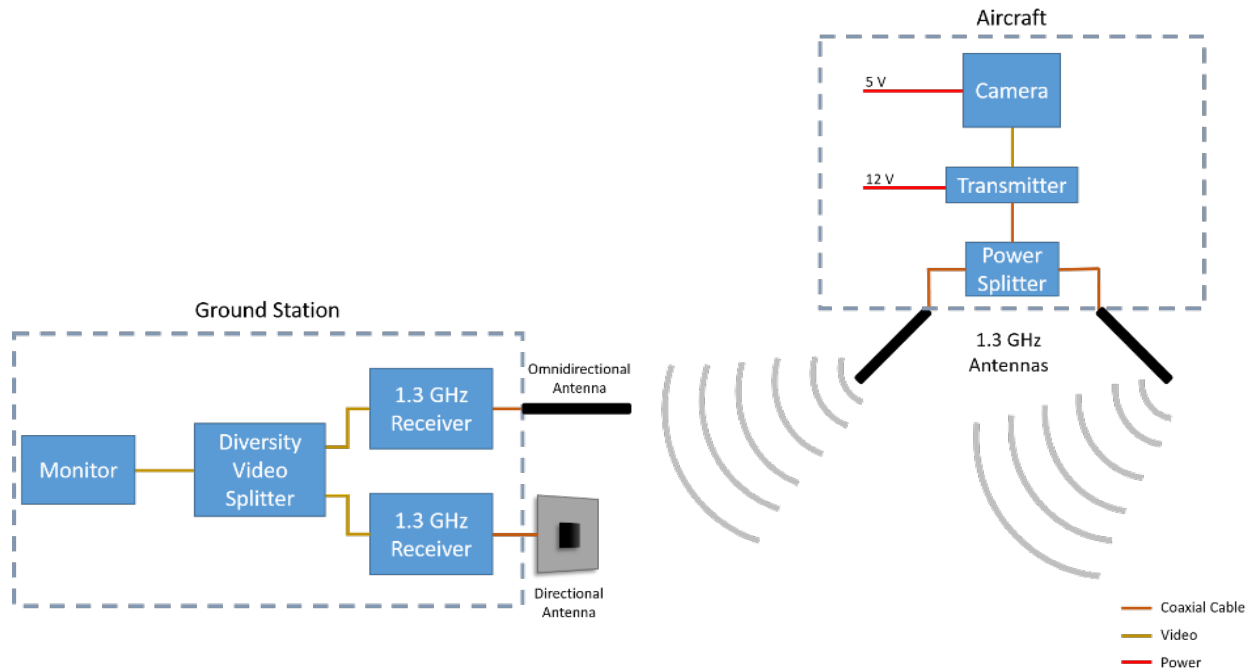 Aircraft
5 V
Camera
12 V
Transmitter
Power
Splitter
1.3 GHz
Antennas
Ground Station
Omnidirectional
Antenna
1.3 GHz
Receiver
Monitor
Diversity
Video
Splitter
1.3 GHz
Receiver
Directional
Antenna
Coaxial Cable
Video
Power